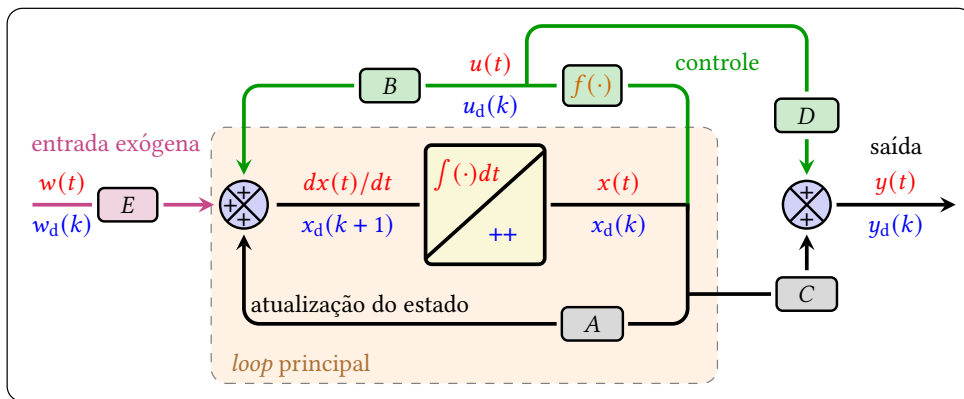 u(t)
controle
B
f(·)
u_d(k)
D
entrada exógena
saída
w(t)
dx(t)/dt
∫(·)dt
x(t)
y(t)
E
+
+
+
+
+
+
w_d(k)
x_d(k + 1)
++
x_d(k)
y_d(k)
atualização do estado
C
A
loop principal